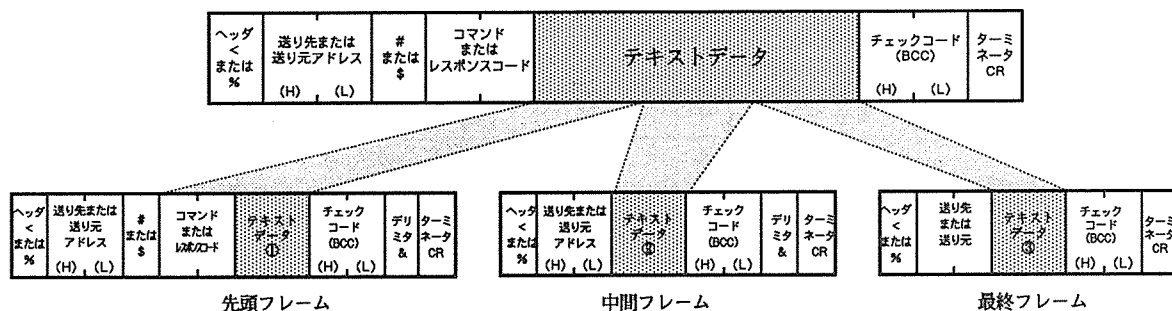 ヘッダ
<
または
%
送り先または
送り元アドレス
(H) (L)
#
または
$
コマンド
または
レスポンスコード
テキストデータ
チェックコード
(BCC)
(H) (L)
ターミ
ネータ
CR
ヘッダ
<
または
%
送り先または
送り元
アドレス
(H) (L)
#
または
$
コマンド
または
レスポンスコード
テキスト
データ
①
チェック
コード
(BCC)
(H) (L)
デリ
ミタ
&
ターミ
ネータ
CR
先頭フレーム
ヘッダ
<
または
%
送り先または
送り元
アドレス
(H) (L)
テキスト
データ
②
チェック
コード
(BCC)
(H) (L)
デリ
ミタ
&
ターミ
ネータ
CR
中間フレーム
ヘッダ
<
または
%
送り先
または
送り元
テキスト
データ
③
チェック
コード
(BCC)
(H) (L)
ターミ
ネータ
CR
最終フレーム